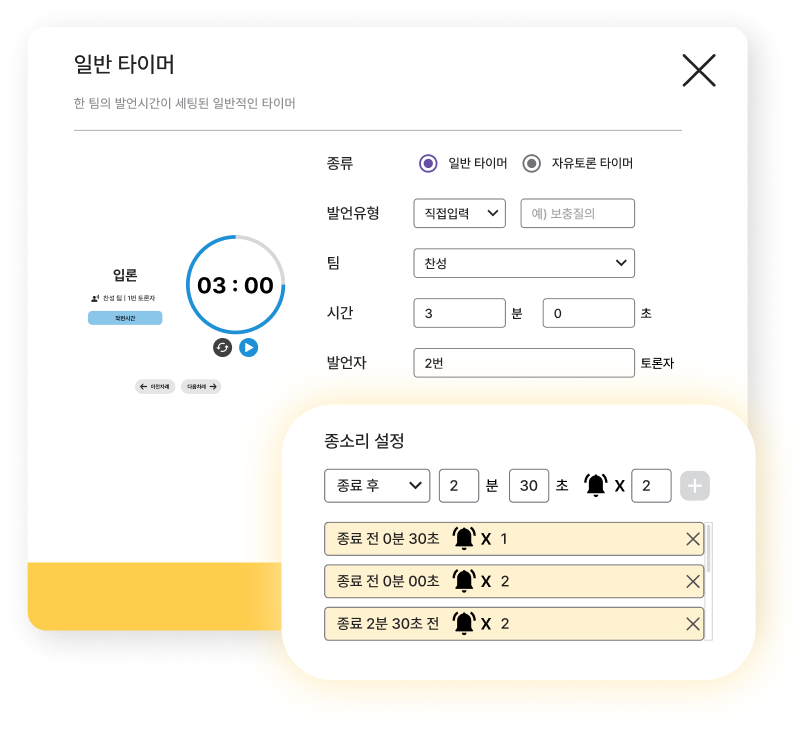 일반 타이머
한 팀의 발언시간이 세팅된 일반적인 타이머
종류 일반 타이머 자유토론 타이머
발언유형 직접입력 예) 보충질의
팀 찬성
시간 3 분 0 초
발언자 2번 토론자
입론
찬성 팀 | 1번 토론자
작전시간
03 : 00
이전차례 다음차례
종소리 설정
종료 후 2 분 30 초 X 2
종료 전 0분 30초 X 1
종료 전 0분 00초 X 2
종료 2분 30초 전 X 2